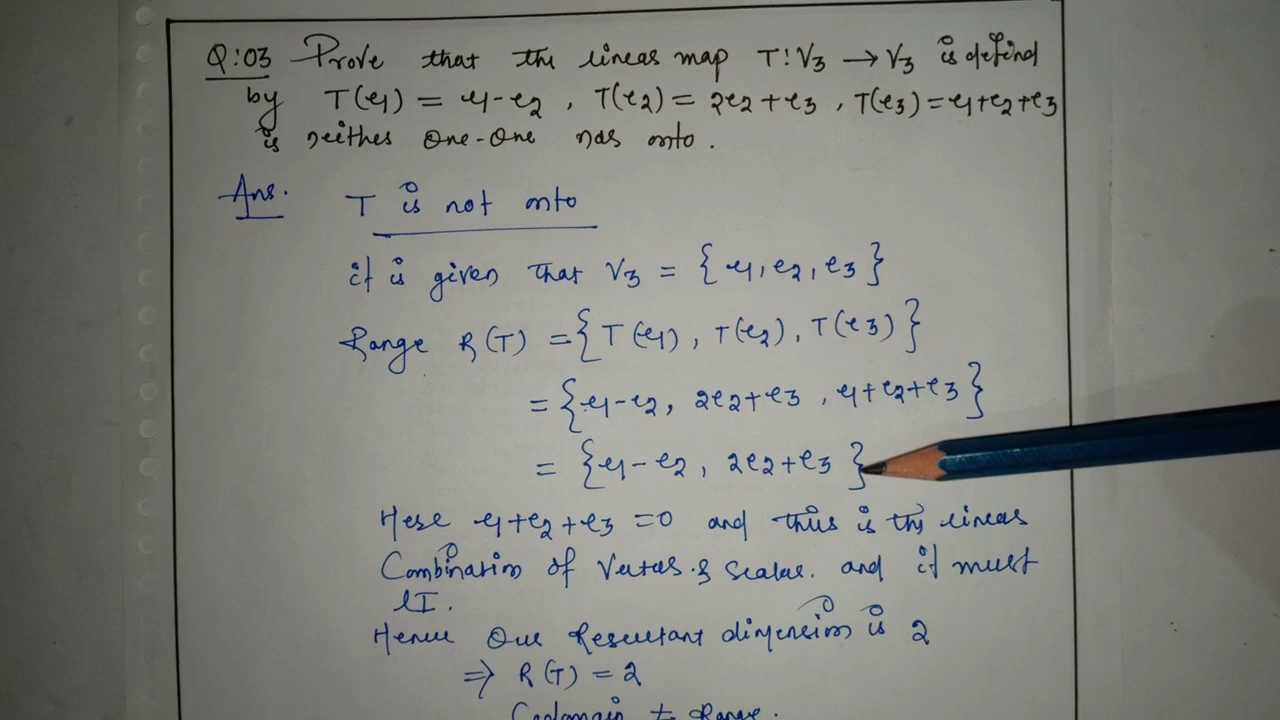 Q:03 Prove that the linear map T:V3 → V3 is defind
by T(e1) = e1-e2 , T(e2) = 2e2+e3 , T(e3) = e1+e2+e3
is neither One-One nor onto.
Ans. T is not onto
it is given that V3 = {e1, e2, e3}
Range R(T) = {T(e1), T(e2), T(e3)}
= {e1-e2, 2e2+e3, e1+e2+e3}
= {e1-e2, 2e2+e3}
Here e1+e2+e3 =0 and this is the linear
Combination of Vectors & Scalar. and it must
LI.
Hence Our Resultant dimension is 2
⇒ R(T) = 2
Codomain ≠ Range.